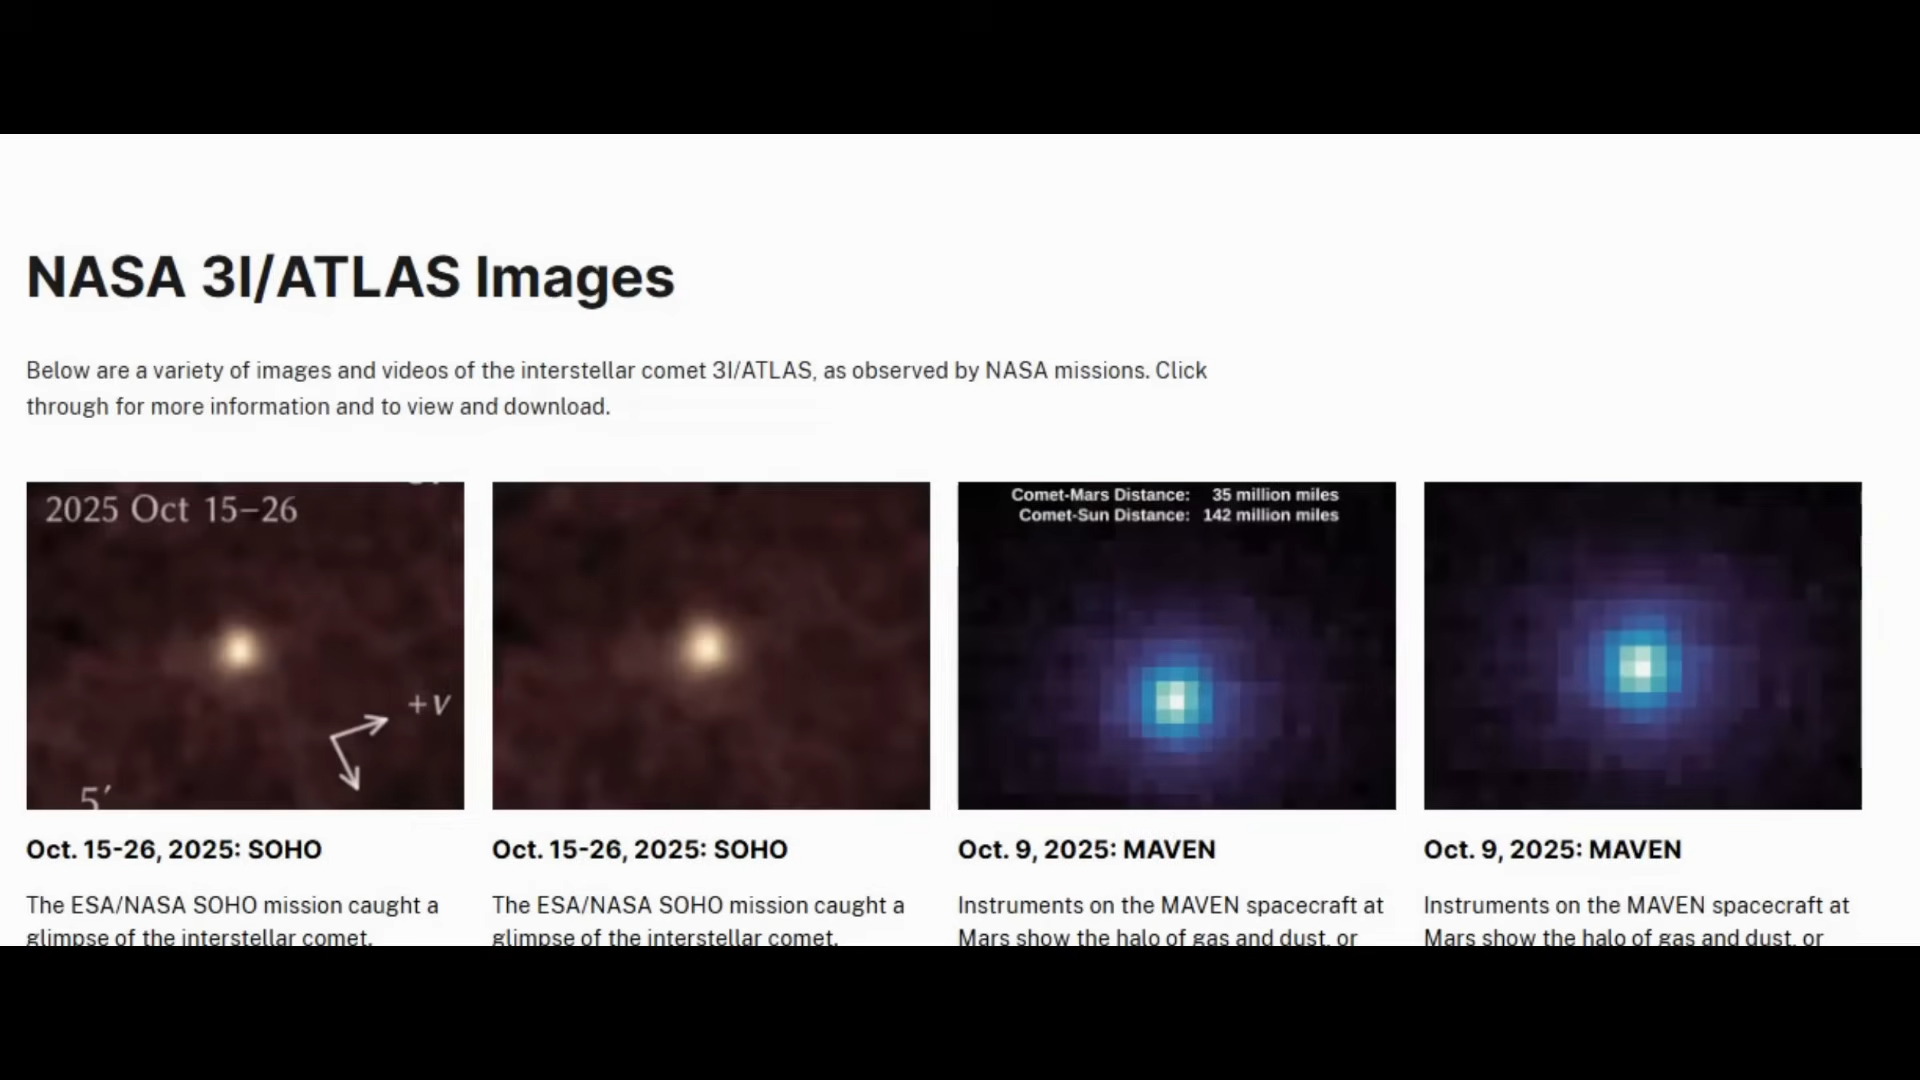 NASA 3I/ATLAS Images
Below are a variety of images and videos of the interstellar comet 3I/ATLAS, as observed by NASA missions. Click
through for more information and to view and download.
2025 Oct 15–26
+v
5′
Comet-Mars Distance: 35 million miles
Comet-Sun Distance: 142 million miles
Oct. 15-26, 2025: SOHO
The ESA/NASA SOHO mission caught a
glimpse of the interstellar comet.
Oct. 15-26, 2025: SOHO
The ESA/NASA SOHO mission caught a
glimpse of the interstellar comet.
Oct. 9, 2025: MAVEN
Instruments on the MAVEN spacecraft at
Mars show the halo of gas and dust, or
Oct. 9, 2025: MAVEN
Instruments on the MAVEN spacecraft at
Mars show the halo of gas and dust, or